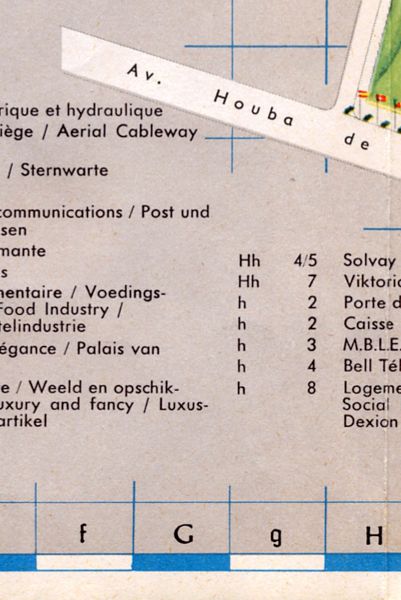 Av. Houba de
rique et hydraulique
iège / Aerial Cableway
/ Sternwarte
communications / Post und
sen
mante Hh 4/5 Solvay
s Hh 7 Viktoria
mentaire / Voedings- h 2 Porte d
Food Industry /
telindustrie h 2 Caisse
égance / Palais van h 3 M.B.L.E.
h 4 Bell Tél
e / Weeld en opschik- h 8 Logeme
uxury and fancy / Luxus- Social
artikel Dexion
f G g H